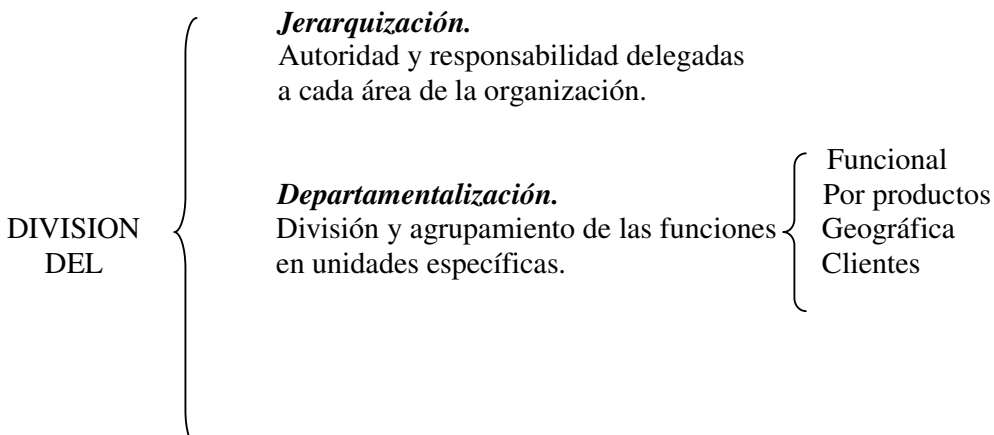 Jerarquización.
Autoridad y responsabilidad delegadas
a cada área de la organización.
DIVISION
DEL
Departamentalización.
División y agrupamiento de las funciones
en unidades específicas.
Funcional
Por productos
Geográfica
Clientes